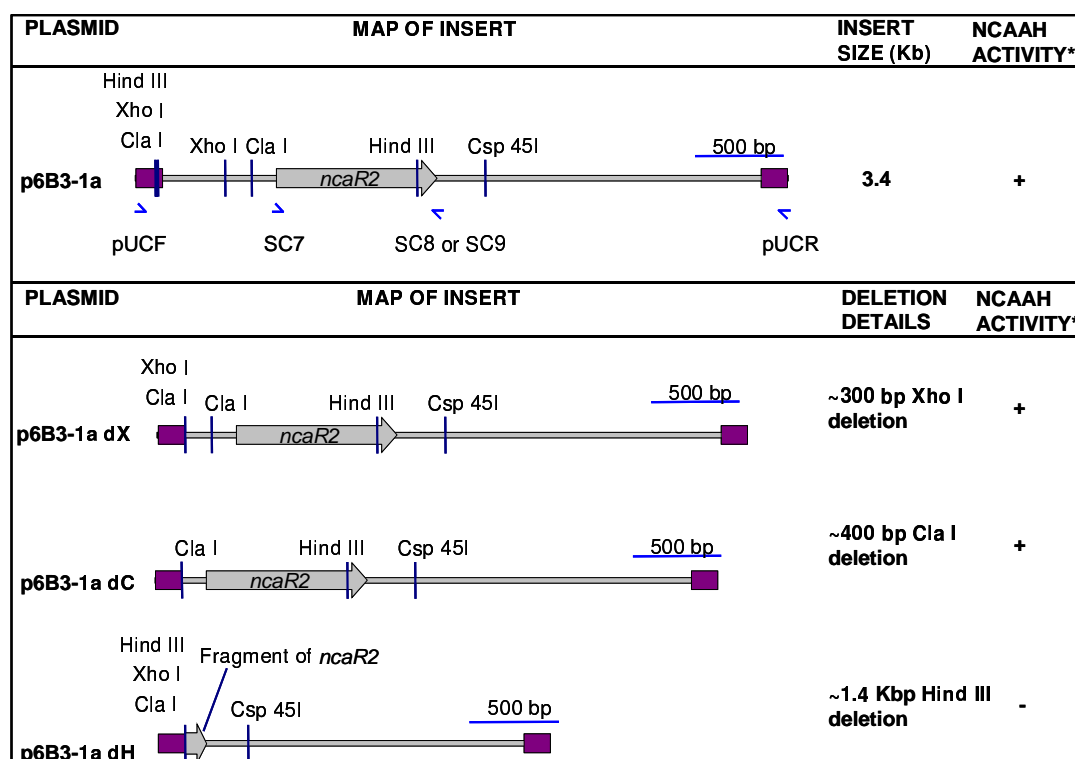 PLASMID MAP OF INSERT INSERT SIZE (Kb) NCAAH ACTIVITY*
Hind III
Xho I
Cla I
Xho I Cla I Hind III Csp 45I 500 bp
p6B3-1a ncaR2 3.4 +
pUCF SC7 SC8 or SC9 pUCR
PLASMID MAP OF INSERT DELETION DETAILS NCAAH ACTIVITY*
Xho I
Cla I Cla I Hind III Csp 45I 500 bp
p6B3-1a dX ncaR2 ~300 bp Xho I deletion +
Cla I Hind III Csp 45I 500 bp
p6B3-1a dC ncaR2 ~400 bp Cla I deletion +
Hind III
Xho I
Cla I
Fragment of ncaR2
Csp 45I 500 bp
p6B3-1a dH ~1.4 Kbp Hind III deletion -